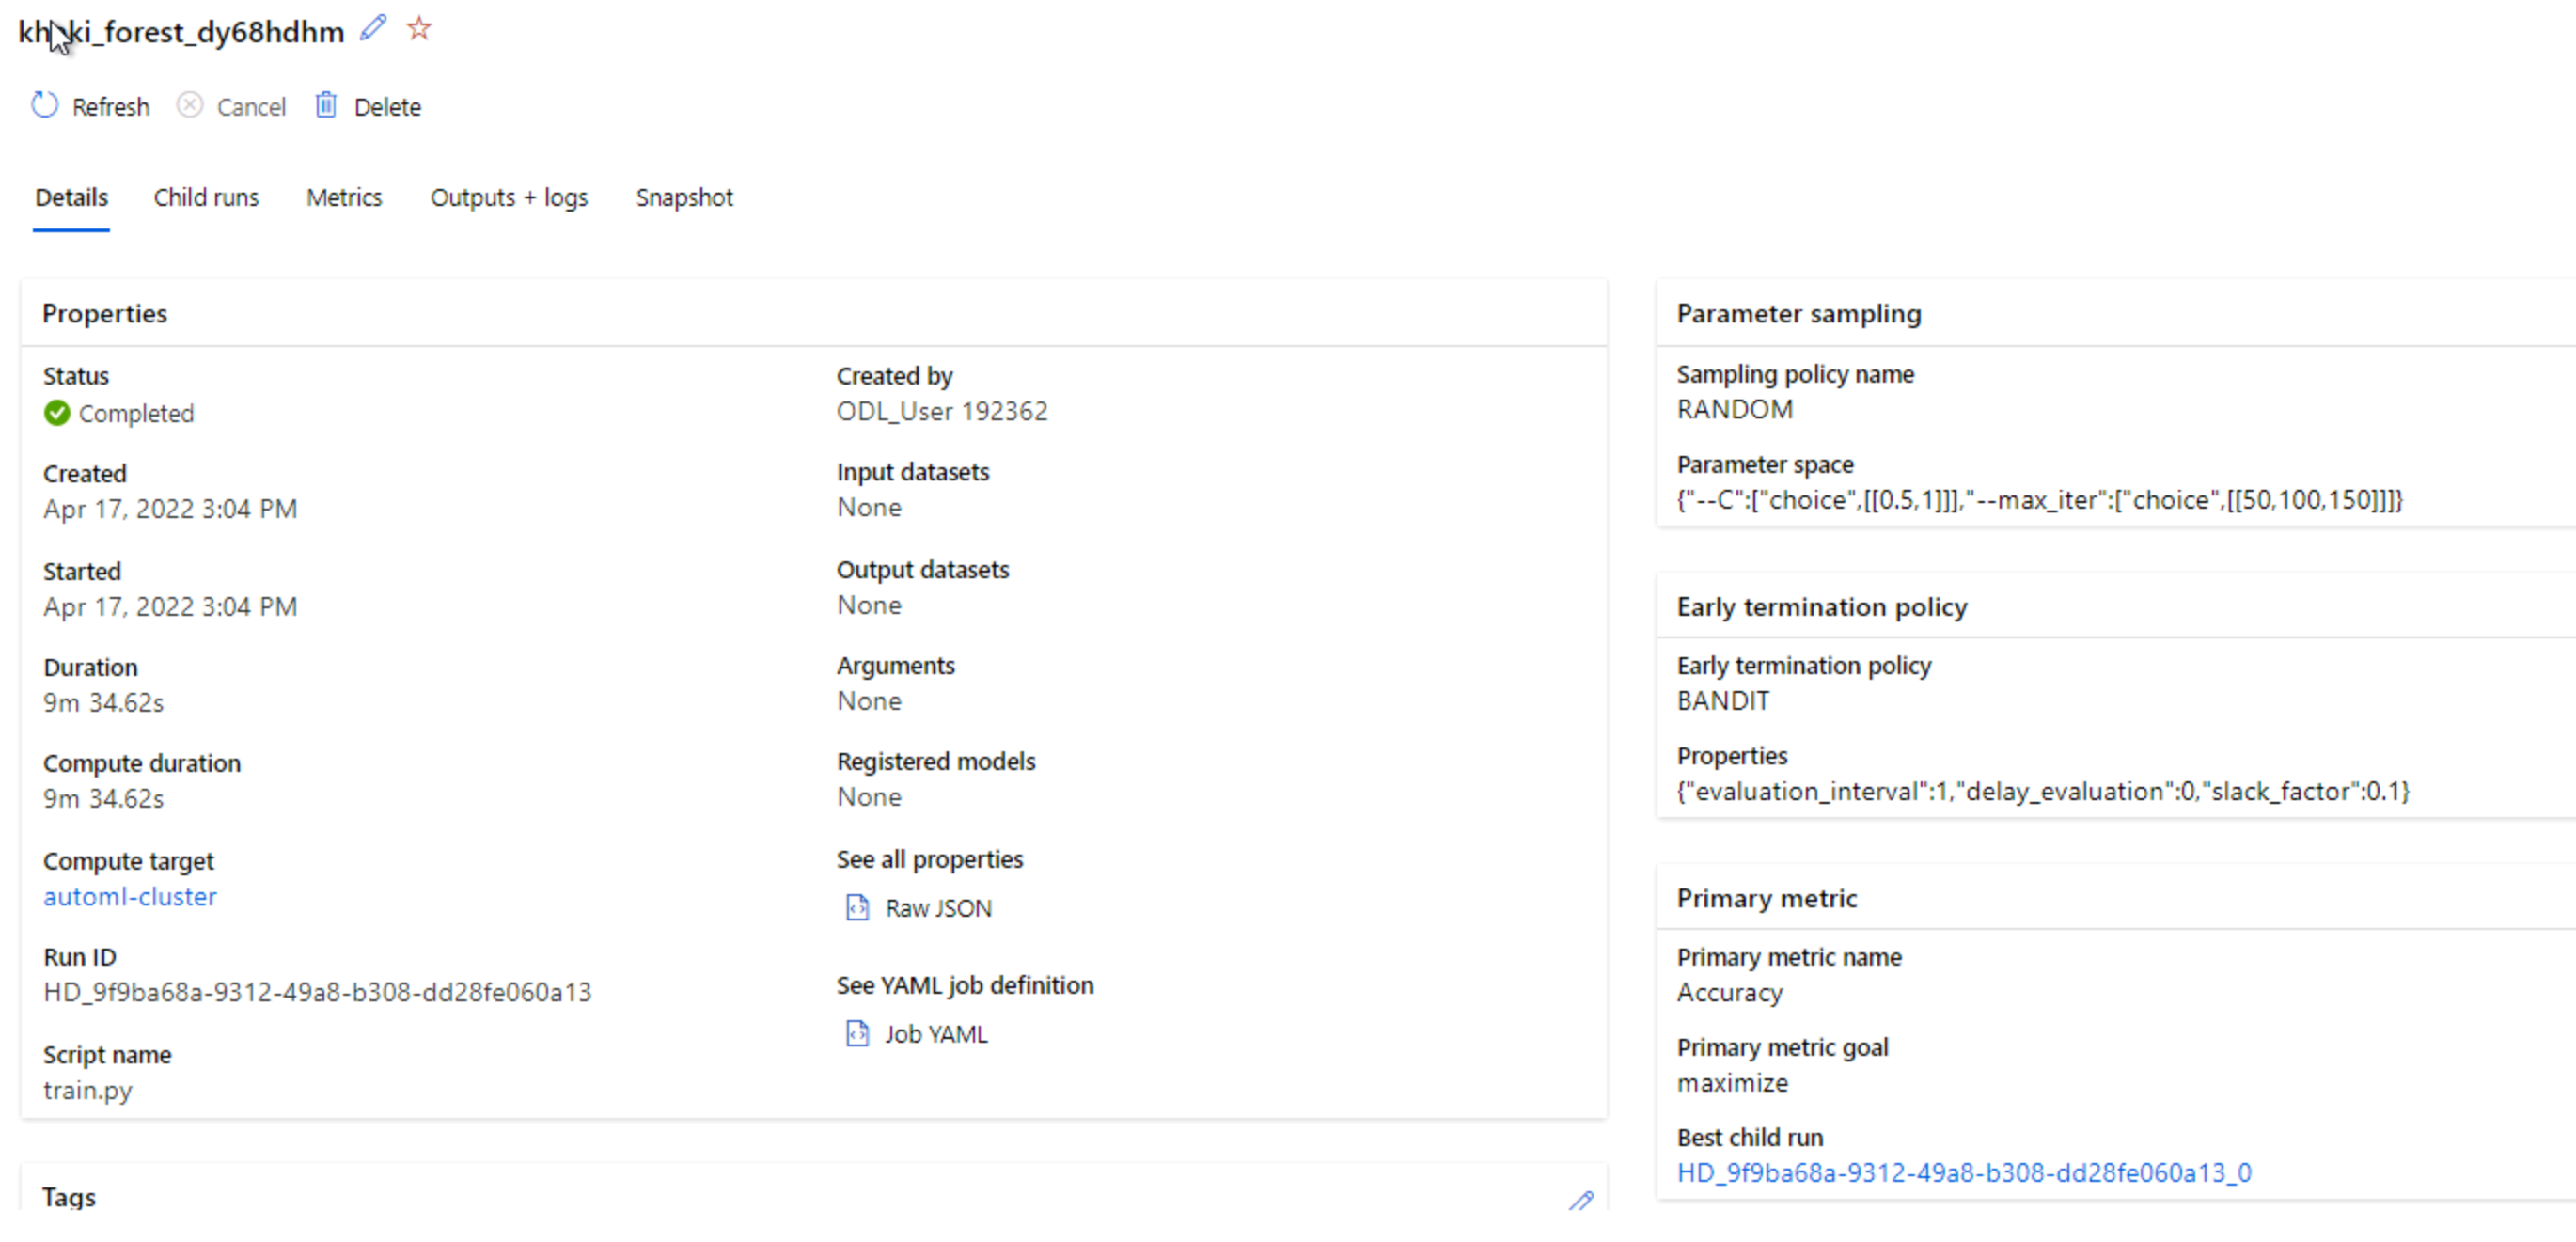 khaki_forest_dy68hdhm
Refresh Cancel Delete
Details Child runs Metrics Outputs + logs Snapshot
Properties
Status
Completed
Created
Apr 17, 2022 3:04 PM
Started
Apr 17, 2022 3:04 PM
Duration
9m 34.62s
Compute duration
9m 34.62s
Compute target
automl-cluster
Run ID
HD_9f9ba68a-9312-49a8-b308-dd28fe060a13
Script name
train.py
Created by
ODL_User 192362
Input datasets
None
Output datasets
None
Arguments
None
Registered models
None
See all properties
Raw JSON
See YAML job definition
Job YAML
Tags
Parameter sampling
Sampling policy name
RANDOM
Parameter space
{"--C":["choice",[[0.5,1]]],"--max_iter":["choice",[[50,100,150]]]}
Early termination policy
Early termination policy
BANDIT
Properties
{"evaluation_interval":1,"delay_evaluation":0,"slack_factor":0.1}
Primary metric
Primary metric name
Accuracy
Primary metric goal
maximize
Best child run
HD_9f9ba68a-9312-49a8-b308-dd28fe060a13_0